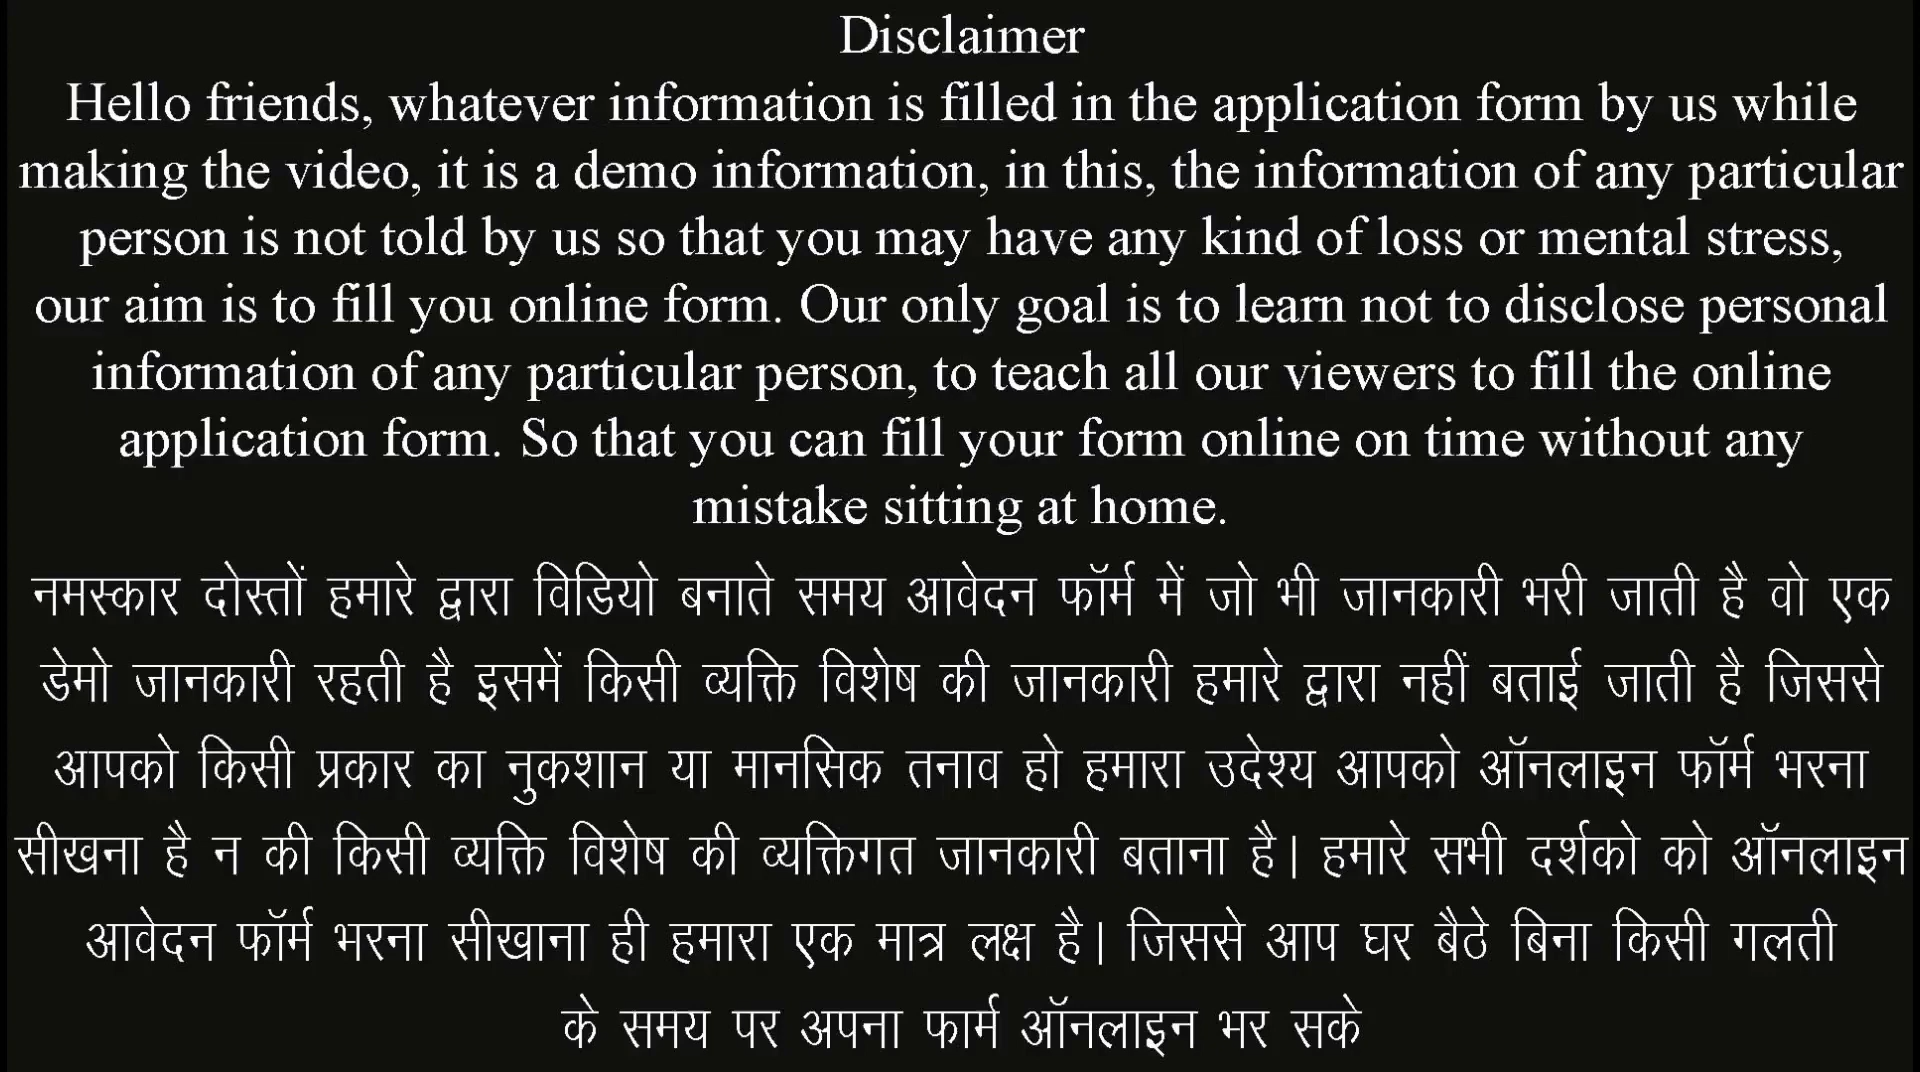 Disclaimer
Hello friends, whatever information is filled in the application form by us while
making the video, it is a demo information, in this, the information of any particular
person is not told by us so that you may have any kind of loss or mental stress,
our aim is to fill you online form. Our only goal is to learn not to disclose personal
information of any particular person, to teach all our viewers to fill the online
application form. So that you can fill your form online on time without any
mistake sitting at home.
नमस्कार दोस्तों हमारे द्वारा विडियो बनाते समय आवेदन फॉर्म में जो भी जानकारी भरी जाती है वो एक
डेमो जानकारी रहती है इसमें किसी व्यक्ति विशेष की जानकारी हमारे द्वारा नहीं बताई जाती है जिससे
आपको किसी प्रकार का नुकशान या मानसिक तनाव हो हमारा उदेश्य आपको ऑनलाइन फॉर्म भरना
सीखना है न की किसी व्यक्ति विशेष की व्यक्तिगत जानकारी बताना है। हमारे सभी दर्शको को ऑनलाइन
आवेदन फॉर्म भरना सीखाना ही हमारा एक मात्र लक्ष है। जिससे आप घर बैठे बिना किसी गलती
के समय पर अपना फार्म ऑनलाइन भर सके